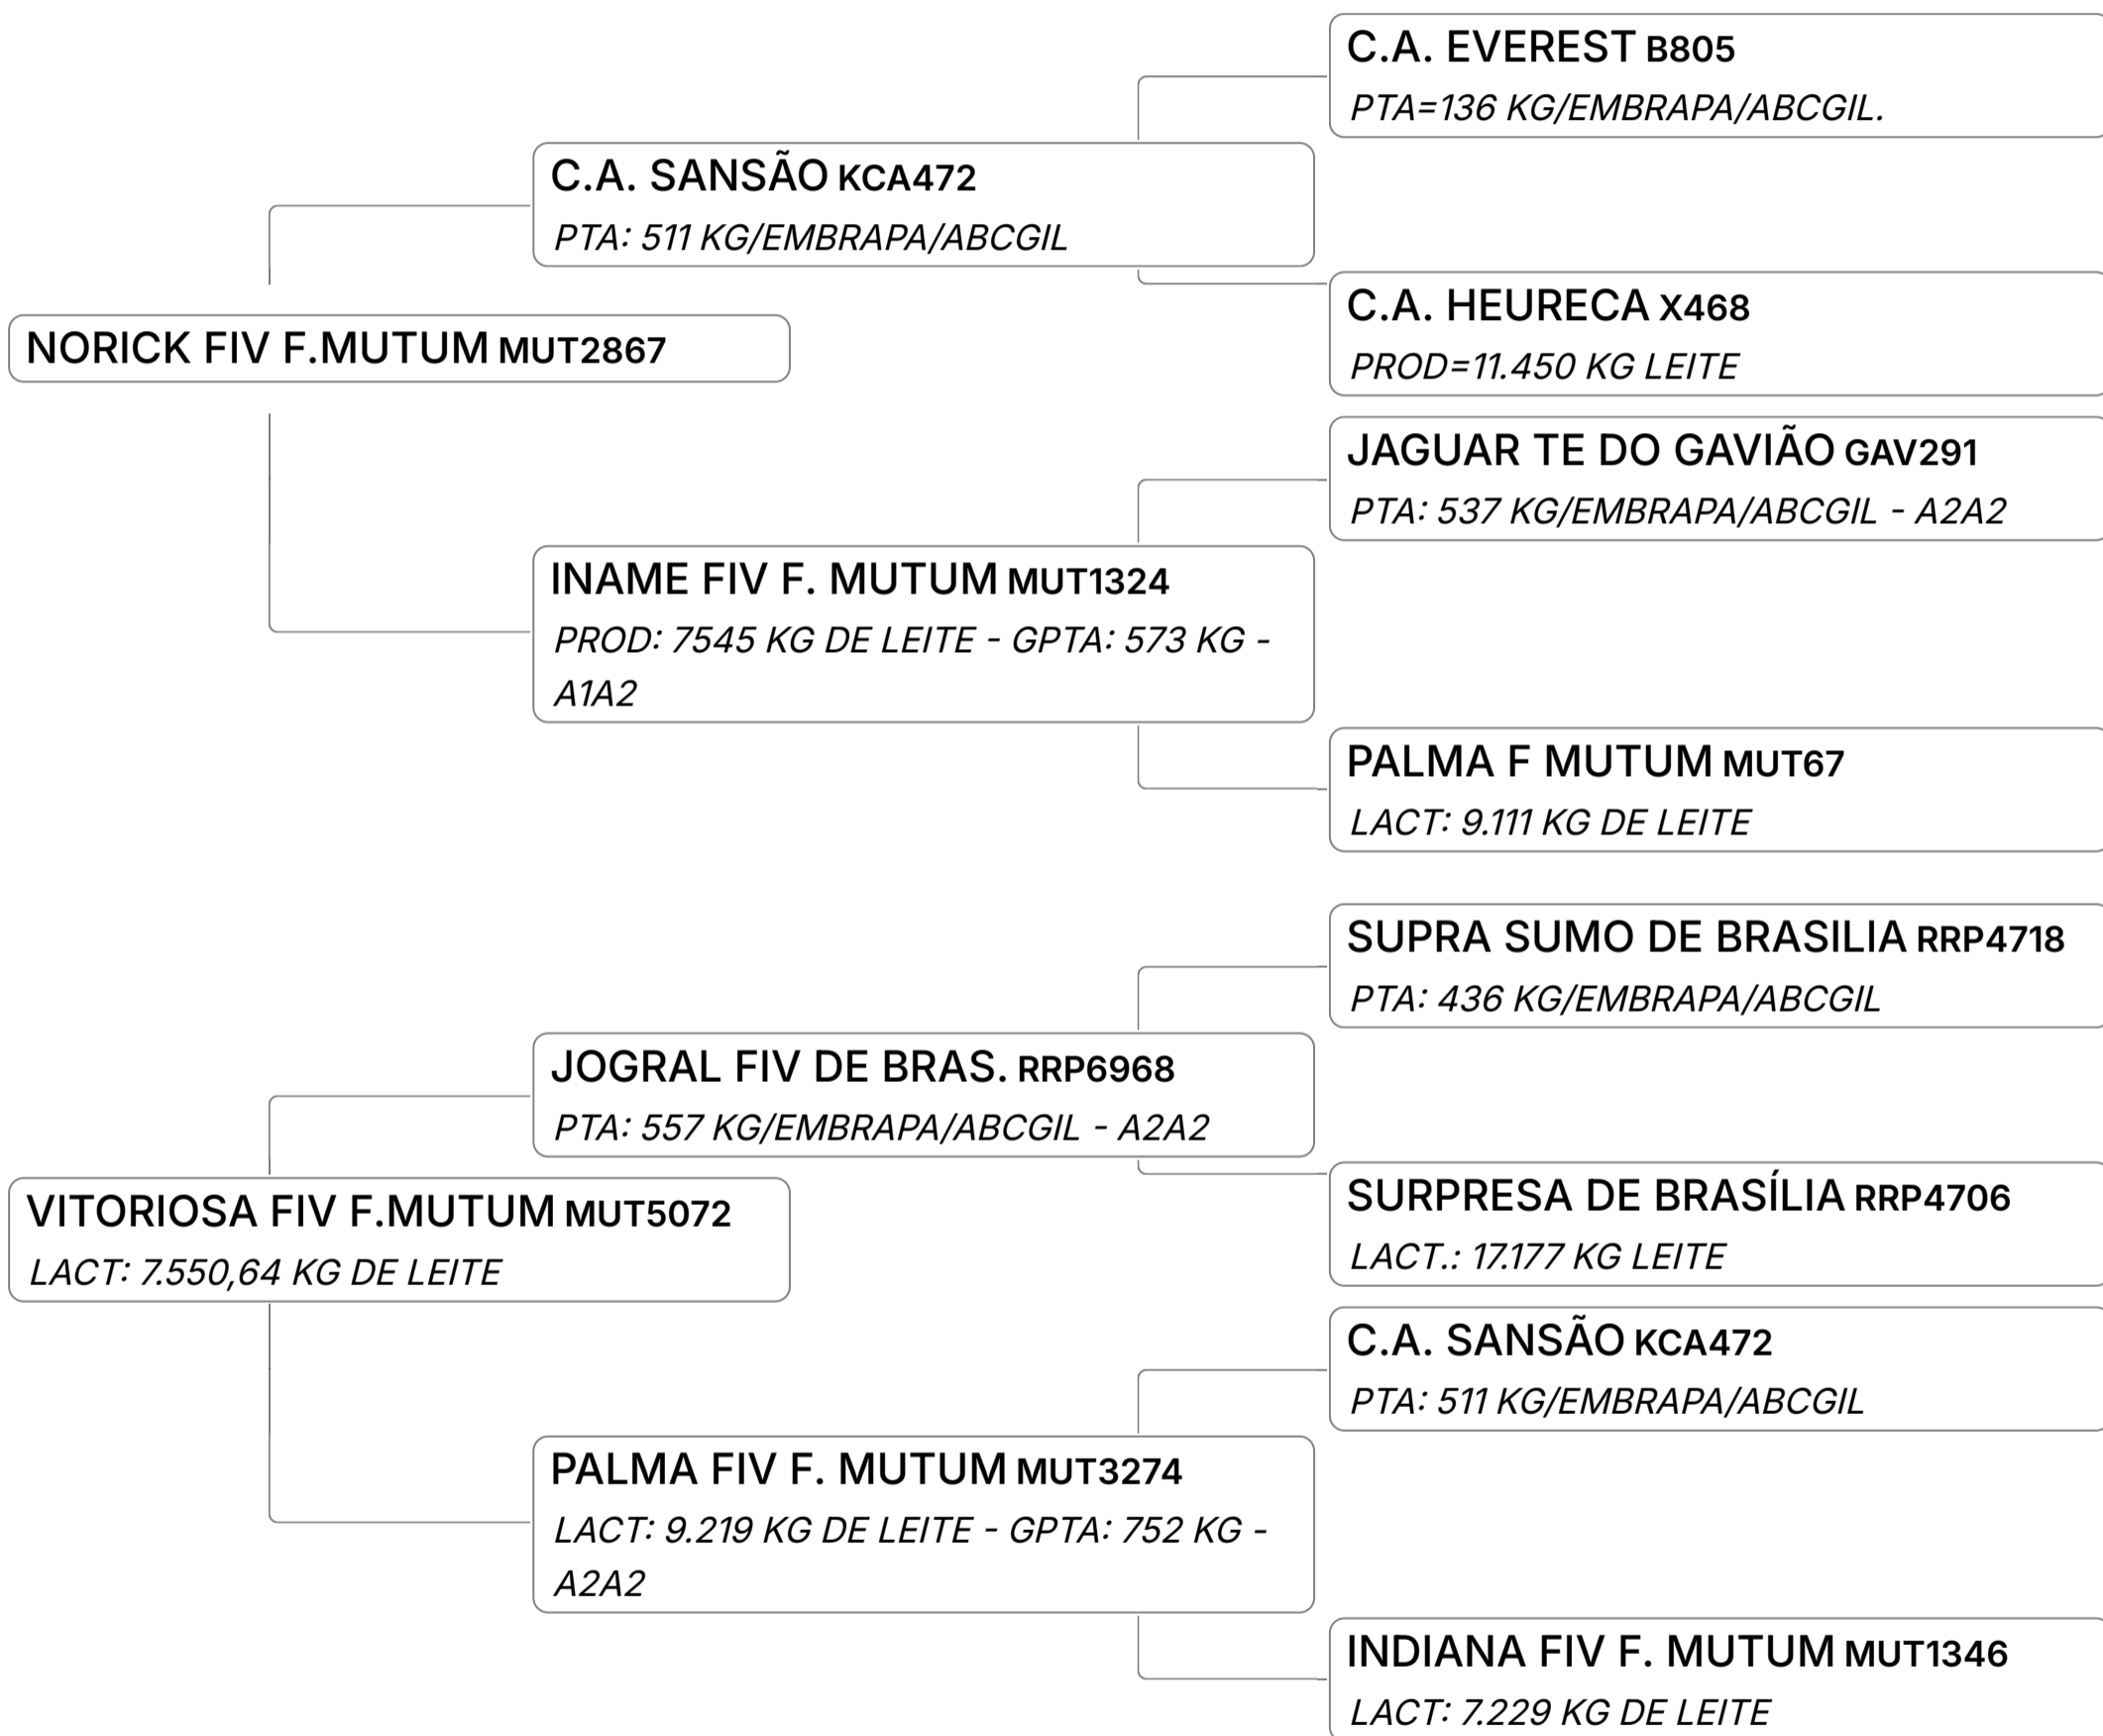 C.A. EVEREST B805
PTA=136 KG/EMBRAPA/ABCGIL.
C.A. SANSÃO KCA472
PTA: 511 KG/EMBRAPA/ABCGIL
C.A. HEURECA X468
PROD=11.450 KG LEITE
NORICK FIV F.MUTUM MUT2867
JAGUAR TE DO GAVIÃO GAV291
PTA: 537 KG/EMBRAPA/ABCGIL - A2A2
INAME FIV F. MUTUM MUT1324
PROD: 7545 KG DE LEITE - GPTA: 573 KG -
A1A2
PALMA F MUTUM MUT67
LACT: 9.111 KG DE LEITE
SUPRA SUMO DE BRASILIA RRP4718
PTA: 436 KG/EMBRAPA/ABCGIL
JOGRAL FIV DE BRAS. RRP6968
PTA: 557 KG/EMBRAPA/ABCGIL - A2A2
SURPRESA DE BRASÍLIA RRP4706
LACT.: 17.177 KG LEITE
VITORIOSA FIV F.MUTUM MUT5072
LACT: 7.550,64 KG DE LEITE
C.A. SANSÃO KCA472
PTA: 511 KG/EMBRAPA/ABCGIL
PALMA FIV F. MUTUM MUT3274
LACT: 9.219 KG DE LEITE - GPTA: 752 KG -
A2A2
INDIANA FIV F. MUTUM MUT1346
LACT: 7.229 KG DE LEITE